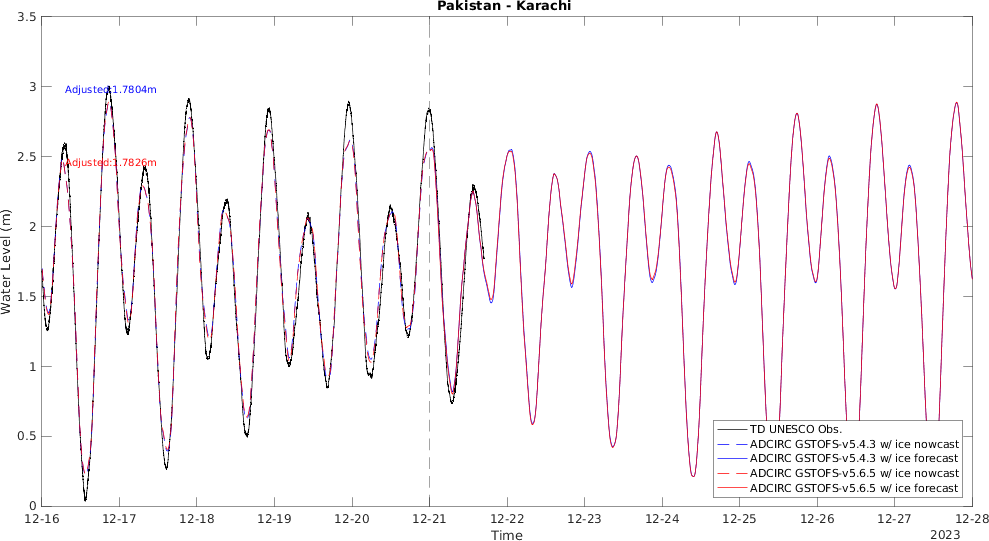 Pakistan - Karachi
3.5
3
2.5
2
1.5
1
0.5
0
Water Level (m)
Adjusted:1.7804m
Adjusted:1.7826m
TD UNESCO Obs.
ADCIRC GSTOFS-v5.4.3 w/ ice nowcast
ADCIRC GSTOFS-v5.4.3 w/ ice forecast
ADCIRC GSTOFS-v5.6.5 w/ ice nowcast
ADCIRC GSTOFS-v5.6.5 w/ ice forecast
12-16 12-17 12-18 12-19 12-20 12-21 12-22 12-23 12-24 12-25 12-26 12-27 12-28
Time
2023